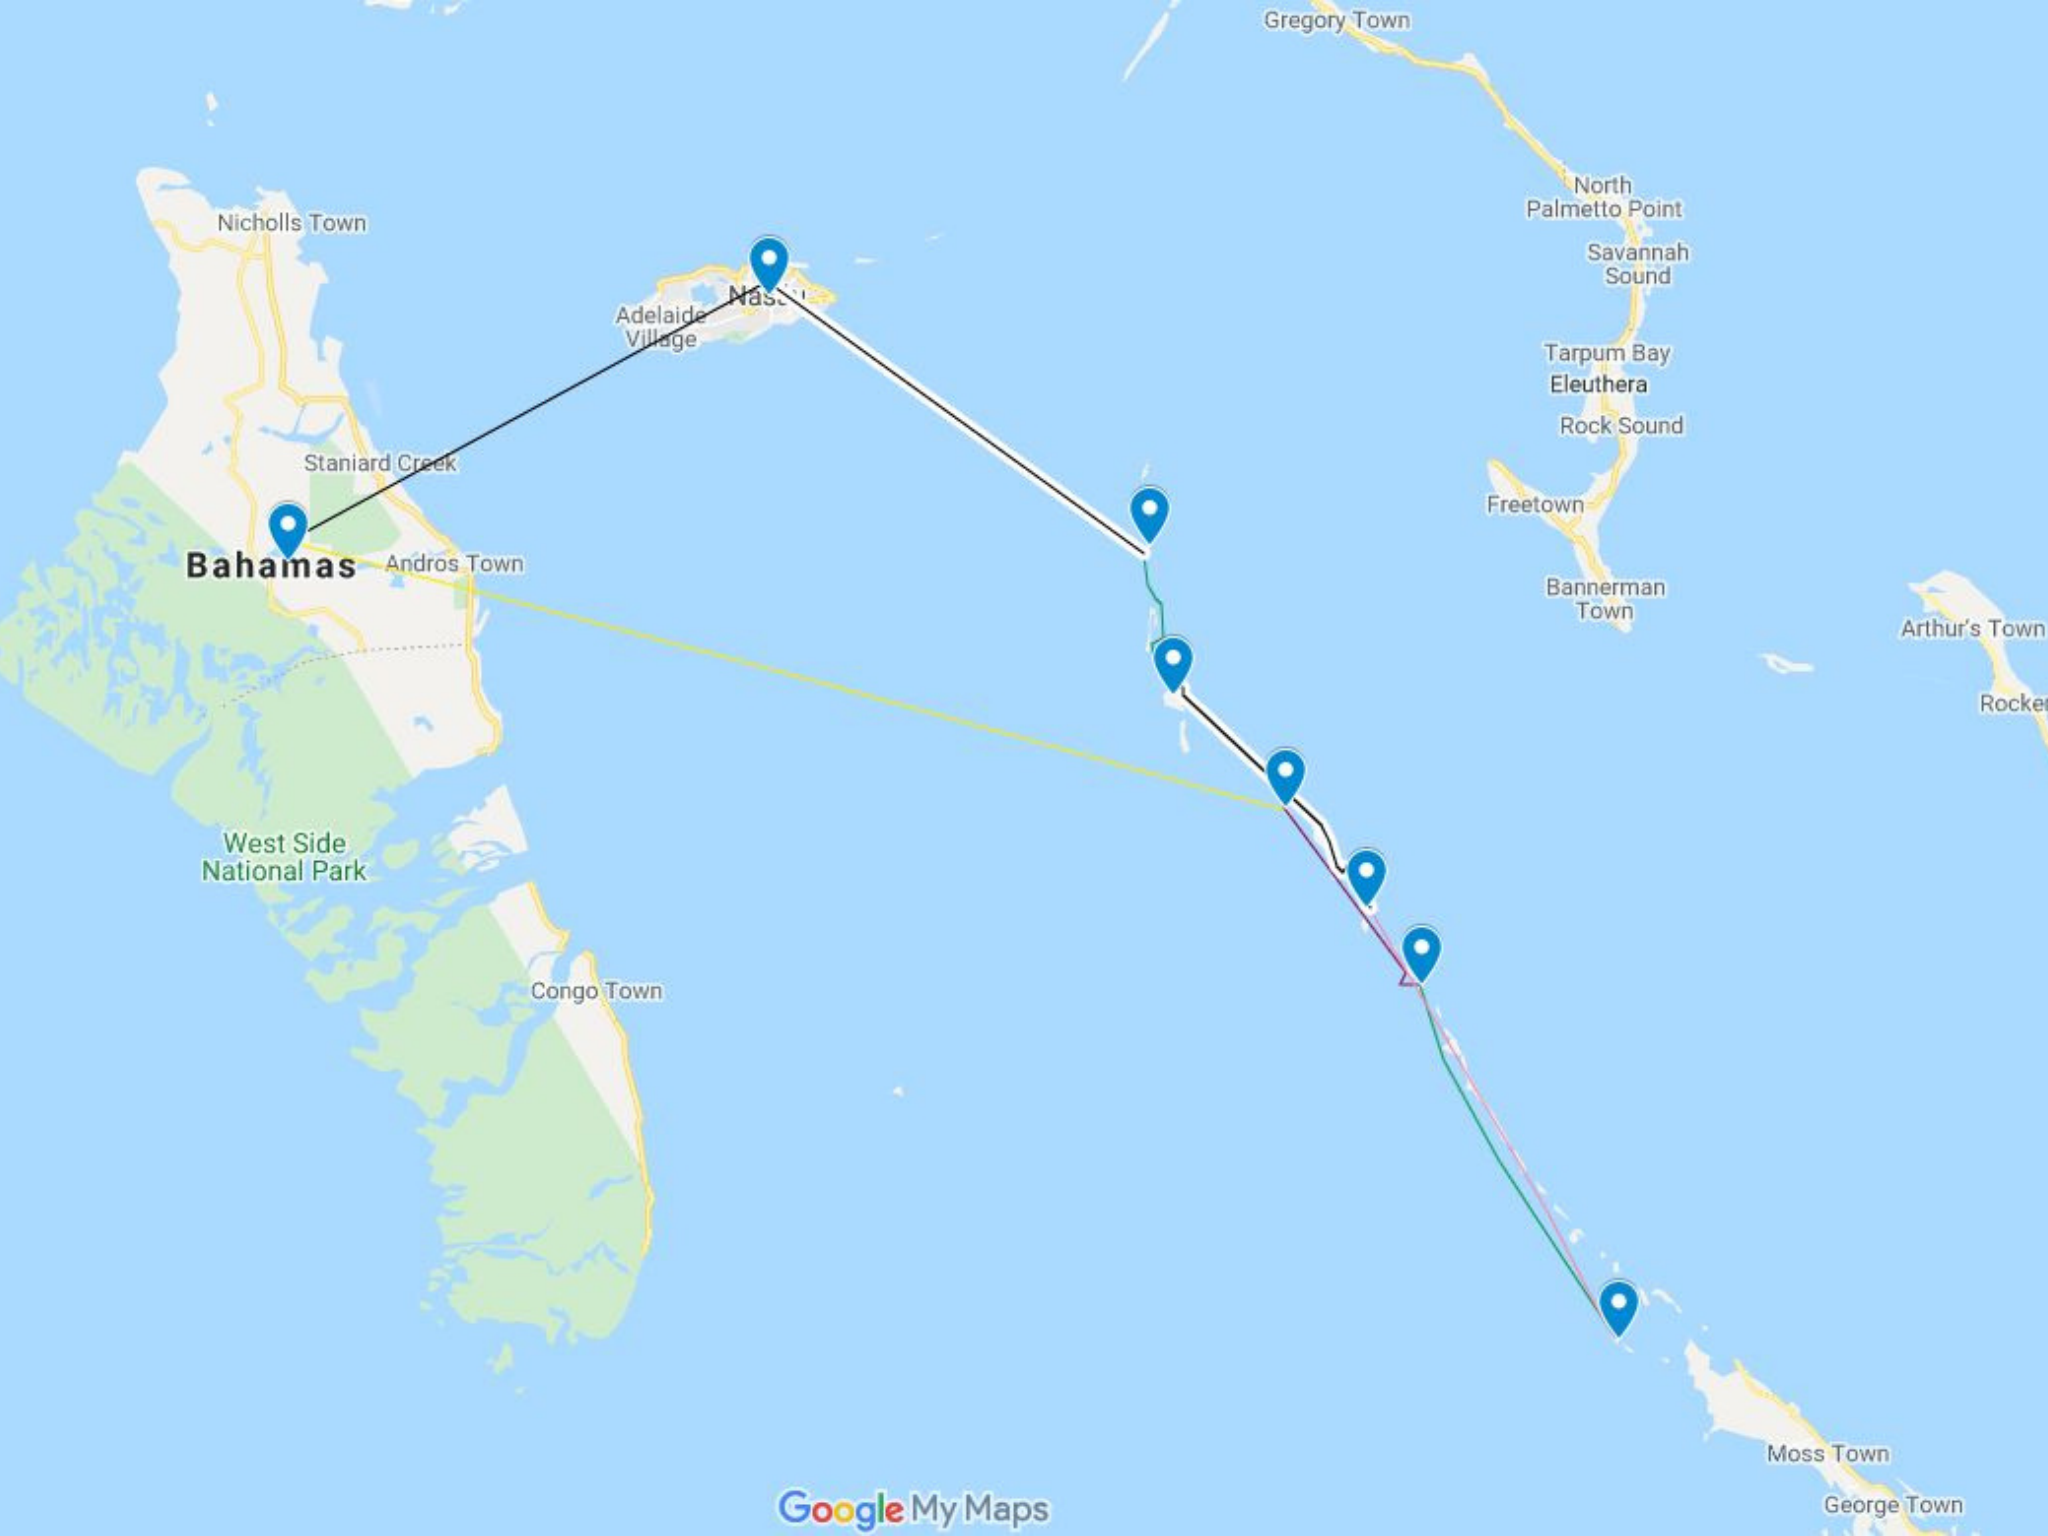 Gregory Town
North
Palmetto Point
Nicholls Town
Savannah
Sound
Nassau
Adelaide
Village
Tarpum Bay
Eleuthera
Rock Sound
Staniard Creek
Freetown
Bahamas
Andros Town
Bannerman
Town
Arthur's Town
Rocker
West Side
National Park
Congo Town
Moss Town
George Town
Google My Maps